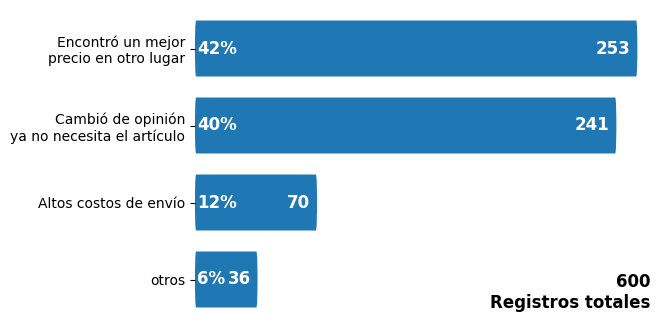 Encontró un mejor
precio en otro lugar
42% 253
Cambió de opinión
ya no necesita el artículo
40% 241
Altos costos de envío 12% 70
otros 6% 36
600
Registros totales